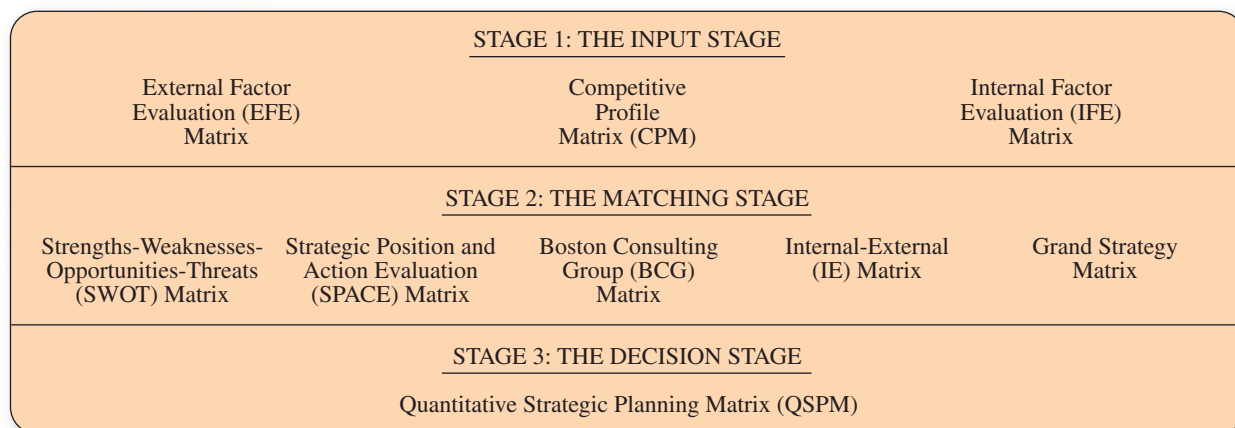 STAGE 1: THE INPUT STAGE
External Factor
Evaluation (EFE)
Matrix
Competitive
Profile
Matrix (CPM)
Internal Factor
Evaluation (IFE)
Matrix
STAGE 2: THE MATCHING STAGE
Strengths-Weaknesses-
Opportunities-Threats
(SWOT) Matrix
Strategic Position and
Action Evaluation
(SPACE) Matrix
Boston Consulting
Group (BCG)
Matrix
Internal-External
(IE) Matrix
Grand Strategy
Matrix
STAGE 3: THE DECISION STAGE
Quantitative Strategic Planning Matrix (QSPM)